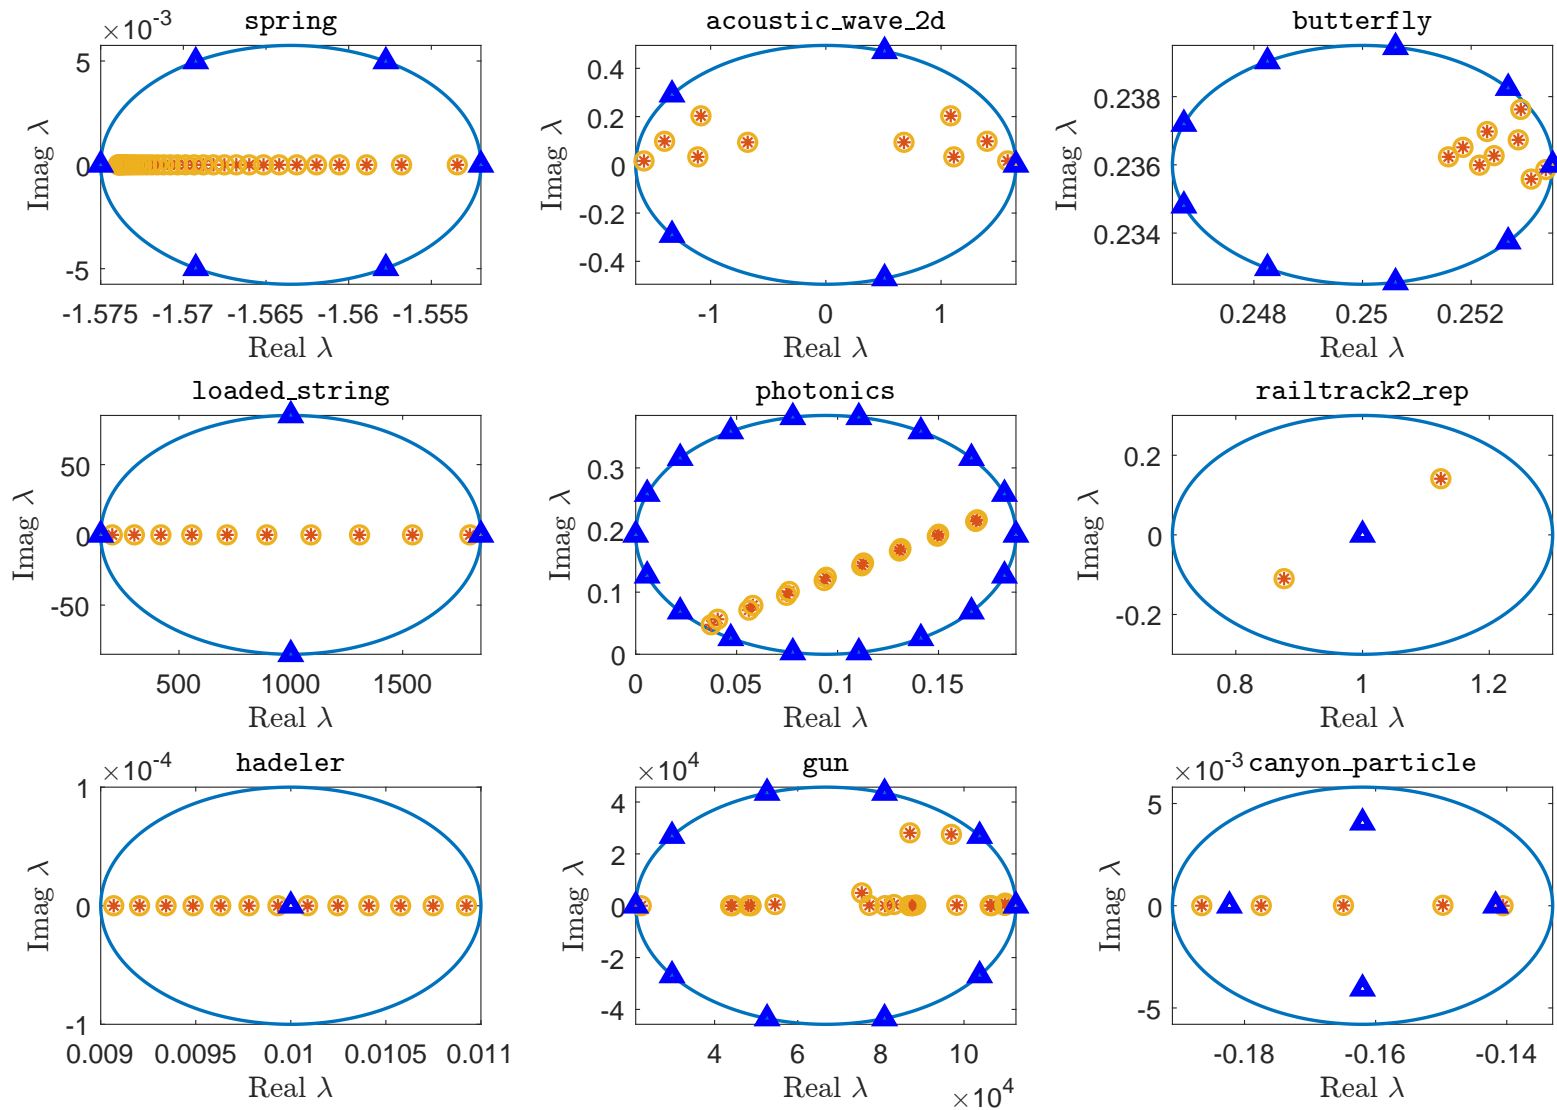 ×10^-3 spring
5
0
-5
Imag λ
-1.575 -1.57 -1.565 -1.56 -1.555
Real λ
acoustic_wave_2d
0.4
0.2
0
-0.2
-0.4
Imag λ
-1 0 1
Real λ
butterfly
0.238
0.236
0.234
Imag λ
0.248 0.25 0.252
Real λ
loaded_string
50
0
-50
Imag λ
500 1000 1500
Real λ
photonics
0.3
0.2
0.1
0
Imag λ
0 0.05 0.1 0.15
Real λ
railtrack2_rep
0.2
0
-0.2
Imag λ
0.8 1 1.2
Real λ
×10^-4 hadeler
1
0
-1
Imag λ
0.009 0.0095 0.01 0.0105 0.011
Real λ
×10^4 gun
4
2
0
-2
-4
Imag λ
4 6 8 10
Real λ
×10^4
×10^-3 canyon_particle
5
0
-5
Imag λ
-0.18 -0.16 -0.14
Real λ